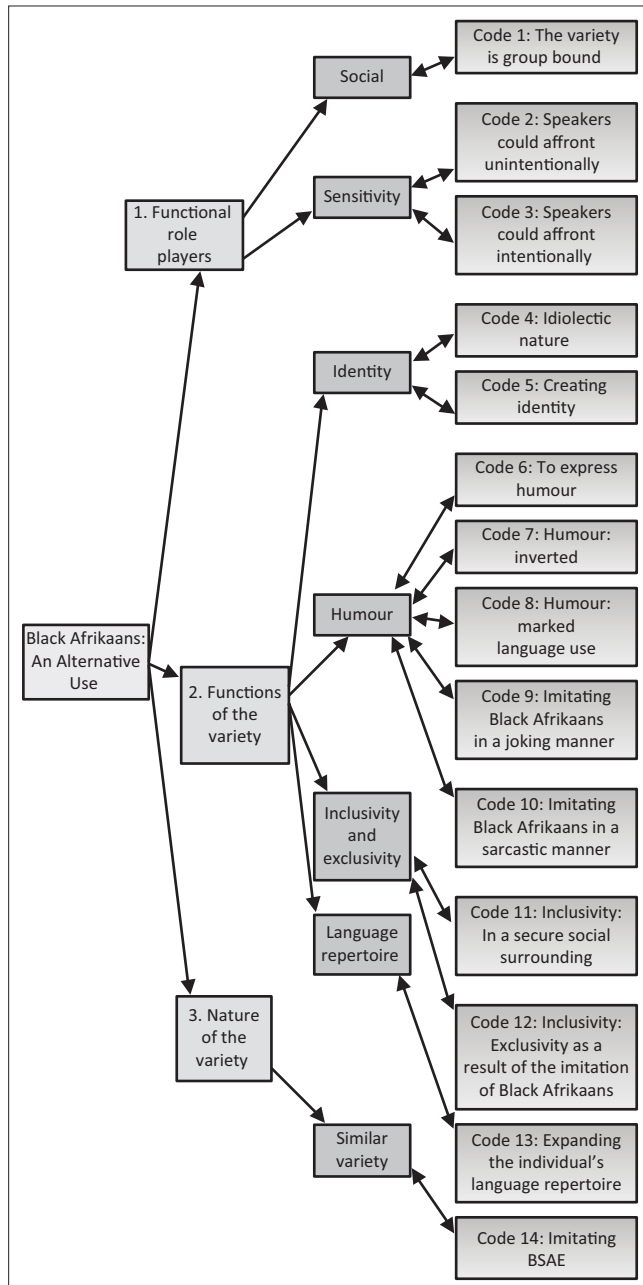 Black Afrikaans:
An Alternative
Use
1. Functional
role
players
Social
Code 1: The variety
is group bound
Sensitivity
Code 2: Speakers
could affront
unintentionally
Code 3: Speakers
could affront
intentionally
2. Functions
of the
variety
Identity
Code 4: Idiolectic
nature
Code 5: Creating
identity
Humour
Code 6: To express
humour
Code 7: Humour:
inverted
Code 8: Humour:
marked
language use
Code 9: Imitating
Black Afrikaans
in a joking manner
Code 10: Imitating
Black Afrikaans in a
sarcastic manner
Inclusivity
and
exclusivity
Code 11: Inclusivity:
In a secure social
surrounding
Code 12: Inclusivity:
Exclusivity as a
result of the imitation
of Black Afrikaans
Language
repertoire
Code 13: Expanding
the individual’s
language repertoire
3. Nature
of the
variety
Similar
variety
Code 14: Imitating
BSAE